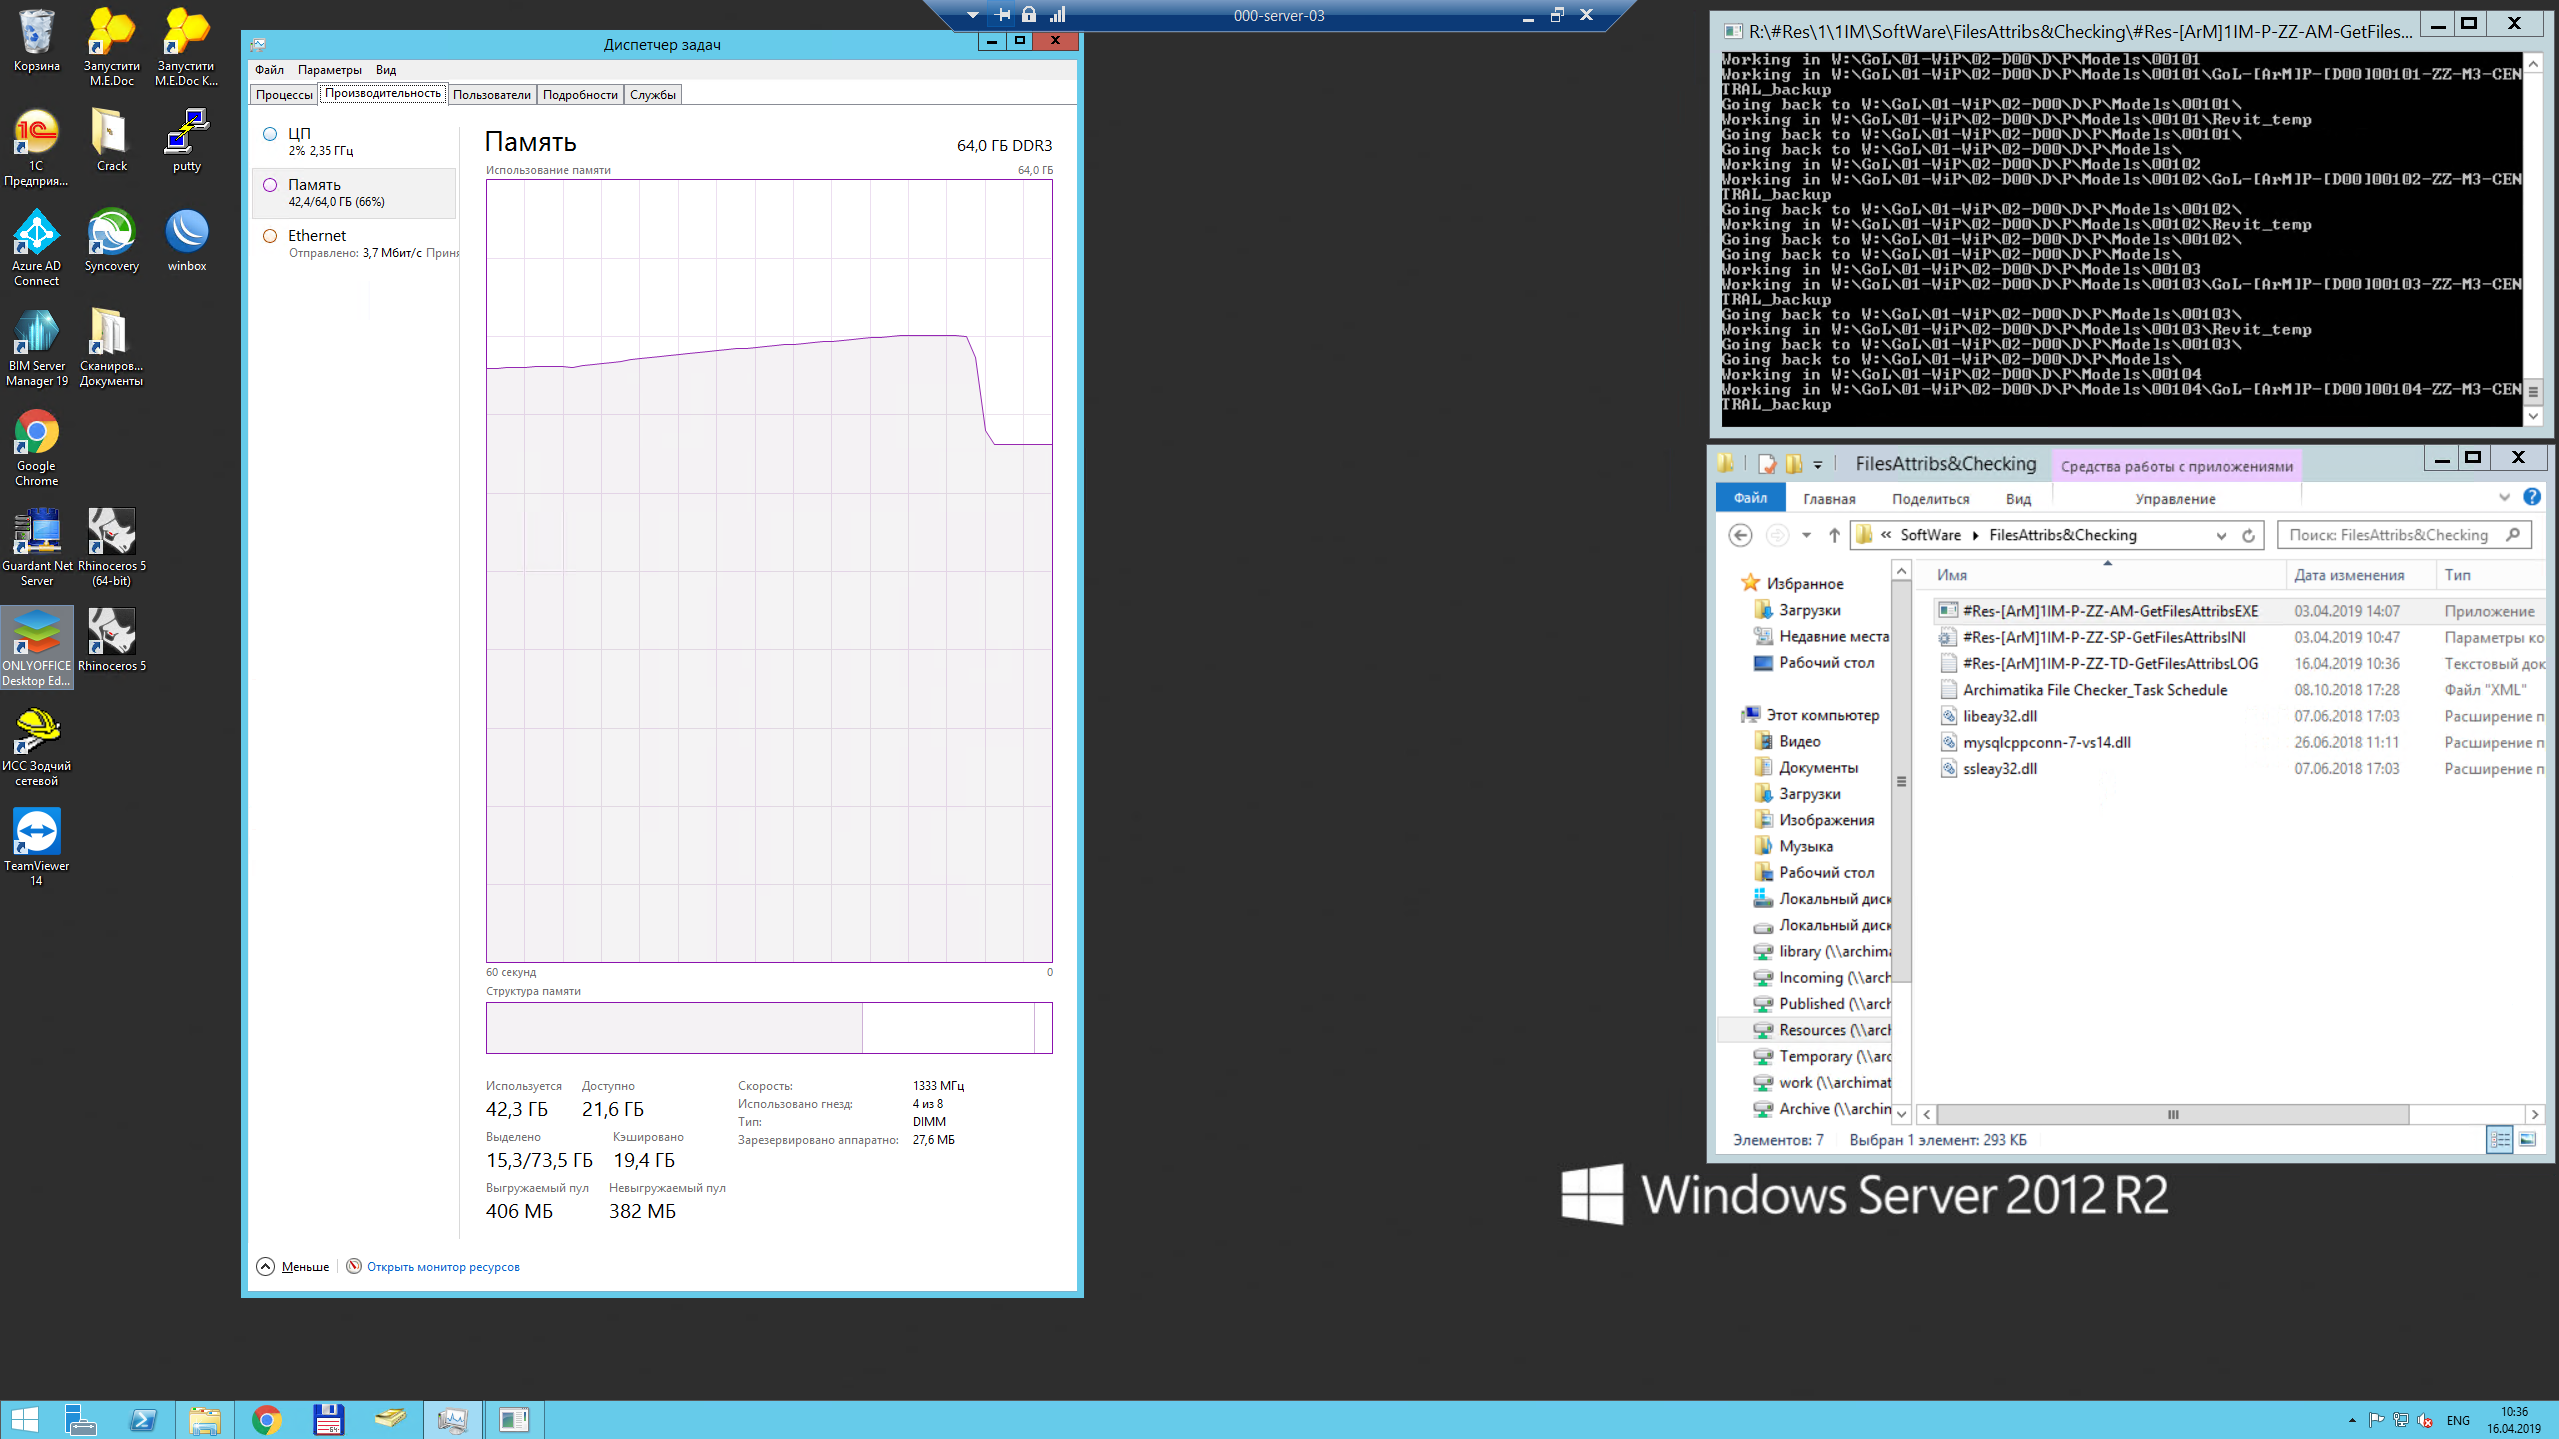 000-server-03
Корзина
Запустити M.E.Doc
Запустити M.E.Doc К...
1С Предприя...
Crack
putty
Azure AD Connect
Syncovery
winbox
BIM Server Manager 19
Сканиров... Документы
Google Chrome
Guardant Net Server
Rhinoceros 5 (64-bit)
ONLYOFFICE Desktop Ed...
Rhinoceros 5
ИСС Зодчий сетевой
TeamViewer 14
Диспетчер задач
Файл Параметры Вид
Процессы Производительность Пользователи Подробности Службы
ЦП
2% 2,35 ГГц
Память
42,4/64,0 ГБ (66%)
Ethernet
Отправлено: 3,7 Мбит/с Приня
Память 64,0 ГБ DDR3
Использование памяти 64,0 ГБ
60 секунд 0
Структура памяти
Используется Доступно
42,3 ГБ 21,6 ГБ
Выделено Кэшировано
15,3/73,5 ГБ 19,4 ГБ
Выгружаемый пул Невыгружаемый пул
406 МБ 382 МБ
Скорость: 1333 МГц
Использовано гнезд: 4 из 8
Тип: DIMM
Зарезервировано аппаратно: 27,6 МБ
Меньше Открыть монитор ресурсов
R:\#Res\1\1IM\SoftWare\FilesAttribs&Checking\#Res-[ArM]1IM-P-ZZ-AM-GetFiles...
Working in W:\GoL\01-WiP\02-D00\D\P\Models\00101
Working in W:\GoL\01-WiP\02-D00\D\P\Models\00101\GoL-[ArM]P-[D00]00101-ZZ-M3-CEN
TRAL_backup
Going back to W:\GoL\01-WiP\02-D00\D\P\Models\00101\
Working in W:\GoL\01-WiP\02-D00\D\P\Models\00101\Revit_temp
Going back to W:\GoL\01-WiP\02-D00\D\P\Models\00101\
Going back to W:\GoL\01-WiP\02-D00\D\P\Models\
Working in W:\GoL\01-WiP\02-D00\D\P\Models\00102
Working in W:\GoL\01-WiP\02-D00\D\P\Models\00102\GoL-[ArM]P-[D00]00102-ZZ-M3-CEN
TRAL_backup
Going back to W:\GoL\01-WiP\02-D00\D\P\Models\00102\
Working in W:\GoL\01-WiP\02-D00\D\P\Models\00102\Revit_temp
Going back to W:\GoL\01-WiP\02-D00\D\P\Models\00102\
Going back to W:\GoL\01-WiP\02-D00\D\P\Models\
Working in W:\GoL\01-WiP\02-D00\D\P\Models\00103
Working in W:\GoL\01-WiP\02-D00\D\P\Models\00103\GoL-[ArM]P-[D00]00103-ZZ-M3-CEN
TRAL_backup
Going back to W:\GoL\01-WiP\02-D00\D\P\Models\00103\
Working in W:\GoL\01-WiP\02-D00\D\P\Models\00103\Revit_temp
Going back to W:\GoL\01-WiP\02-D00\D\P\Models\00103\
Going back to W:\GoL\01-WiP\02-D00\D\P\Models\
Working in W:\GoL\01-WiP\02-D00\D\P\Models\00104
Working in W:\GoL\01-WiP\02-D00\D\P\Models\00104\GoL-[ArM]P-[D00]00104-ZZ-M3-CEN
TRAL_backup
FilesAttribs&Checking Средства работы с приложениями
Файл Главная Поделиться Вид Управление
« SoftWare FilesAttribs&Checking Поиск: FilesAttribs&Checking
Избранное
Загрузки
Недавние места
Рабочий стол
Этот компьютер
Видео
Документы
Загрузки
Изображения
Музыка
Рабочий стол
Локальный диск
Локальный диск
library (\\archima
Incoming (\\arch
Published (\\arch
Resources (\\arch
Temporary (\\arc
work (\\archimat
Archive (\\archim
Имя Дата изменения Тип
#Res-[ArM]1IM-P-ZZ-AM-GetFilesAttribsEXE 03.04.2019 14:07 Приложение
#Res-[ArM]1IM-P-ZZ-SP-GetFilesAttribsINI 03.04.2019 10:47 Параметры ко
#Res-[ArM]1IM-P-ZZ-TD-GetFilesAttribsLOG 16.04.2019 10:36 Текстовый док
Archimatika File Checker_Task Schedule 08.10.2018 17:28 Файл "XML"
libeay32.dll 07.06.2018 17:03 Расширение п
mysqlcppconn-7-vs14.dll 26.06.2018 11:11 Расширение п
ssleay32.dll 07.06.2018 17:03 Расширение п
Элементов: 7 Выбран 1 элемент: 293 КБ
Windows Server 2012 R2
64
ENG
10:36
16.04.2019